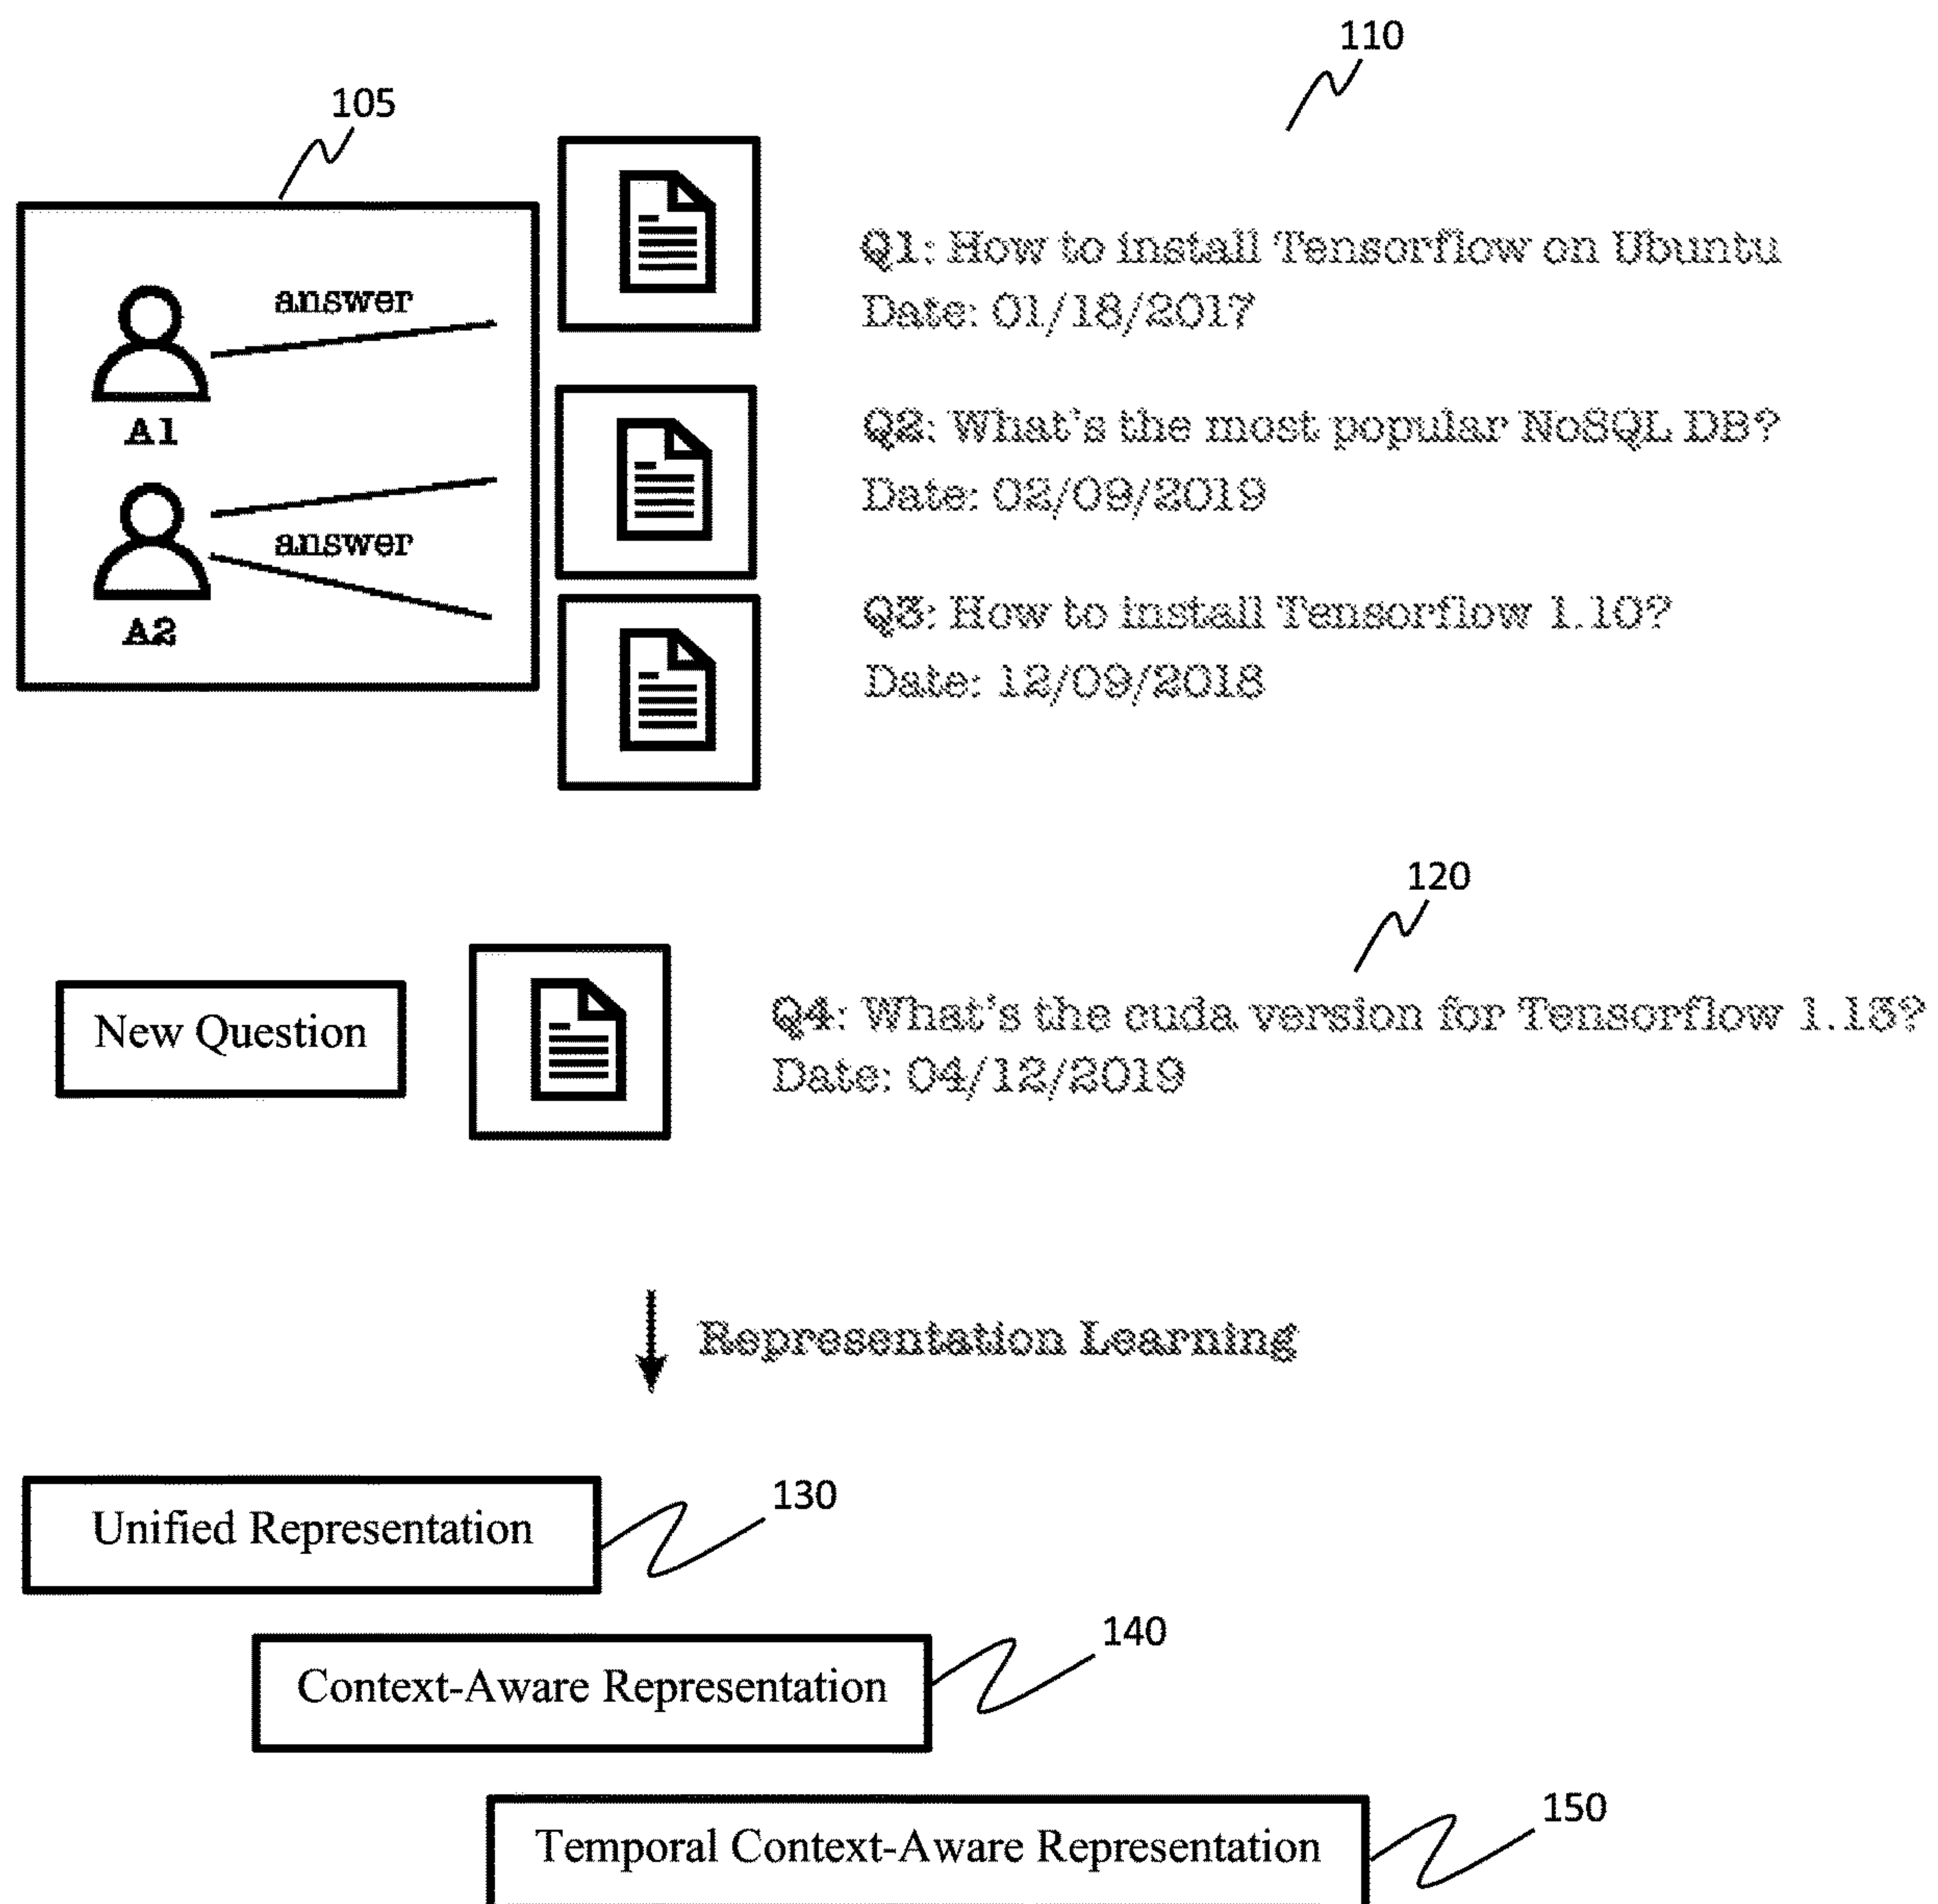 110
105
Q1: How to install Tensorflow on Ubuntu
answer
Date: 01/18/2017
A1
Q2: What's the most popular NoSQL DB?
Date: 02/09/2019
answer
A2
Q3: How to install Tensorflow 1.10?
Date: 12/09/2018
120
New Question
Q4: What's the cuda version for Tensorflow 1.13?
Date: 04/12/2019
Representation Learning
130
Unified Representation
140
Context-Aware Representation
150
Temporal Context-Aware Representation